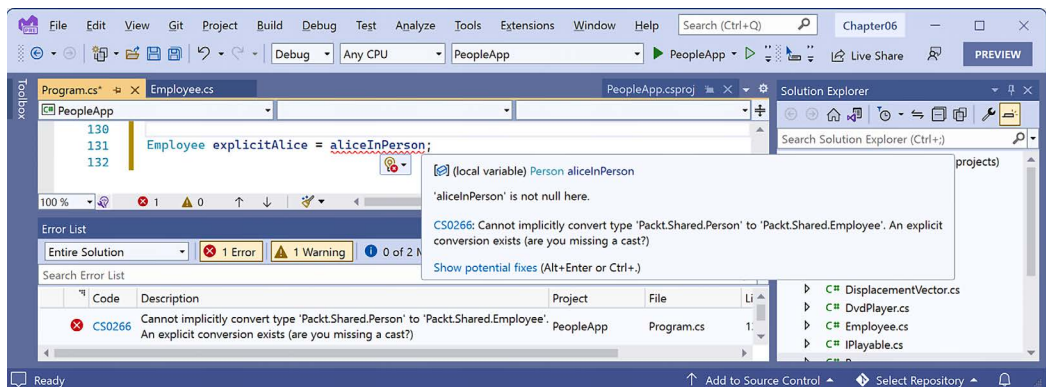 File Edit View Git Project Build Debug Test Analyze Tools Extensions Window Help Search (Ctrl+Q) Chapter06
Debug Any CPU PeopleApp PeopleApp Live Share PREVIEW
Toolbox
Program.cs* Employee.cs PeopleApp.csproj
PeopleApp
130
131 Employee explicitAlice = aliceInPerson;
132
100 % 1 0
(local variable) Person aliceInPerson
'aliceInPerson' is not null here.
CS0266: Cannot implicitly convert type 'Packt.Shared.Person' to 'Packt.Shared.Employee'. An explicit
conversion exists (are you missing a cast?)
Show potential fixes (Alt+Enter or Ctrl+.)
Error List
Entire Solution 1 Error 1 Warning 0 of 2
Search Error List
Code Description Project File Li
CS0266 Cannot implicitly convert type 'Packt.Shared.Person' to 'Packt.Shared.Employee'. PeopleApp Program.cs
An explicit conversion exists (are you missing a cast?)
Solution Explorer
Search Solution Explorer (Ctrl+;)
projects)
C# DisplacementVector.cs
C# DvdPlayer.cs
C# Employee.cs
C# IPlayable.cs
Ready Add to Source Control Select Repository